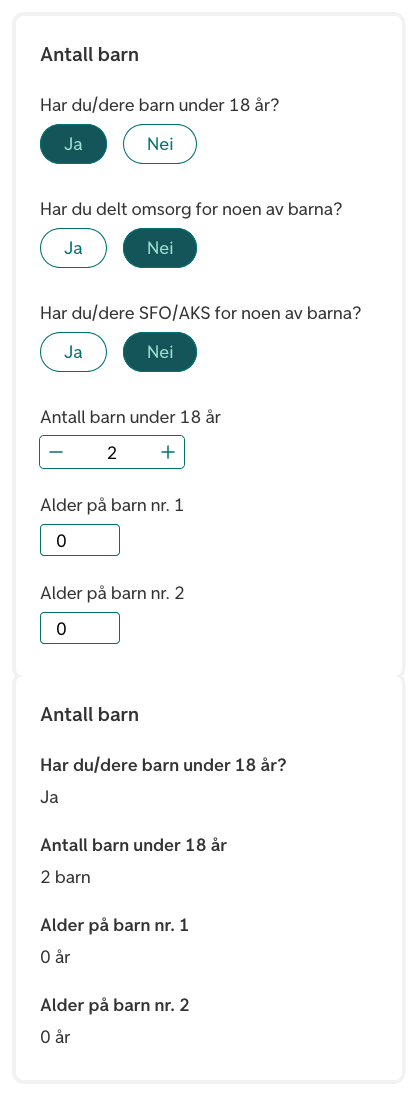 Antall barn
Har du/dere barn under 18 år?
Ja Nei
Har du delt omsorg for noen av barna?
Ja Nei
Har du/dere SFO/AKS for noen av barna?
Ja Nei
Antall barn under 18 år
− 2 +
Alder på barn nr. 1
0
Alder på barn nr. 2
0
Antall barn
Har du/dere barn under 18 år?
Ja
Antall barn under 18 år
2 barn
Alder på barn nr. 1
0 år
Alder på barn nr. 2
0 år